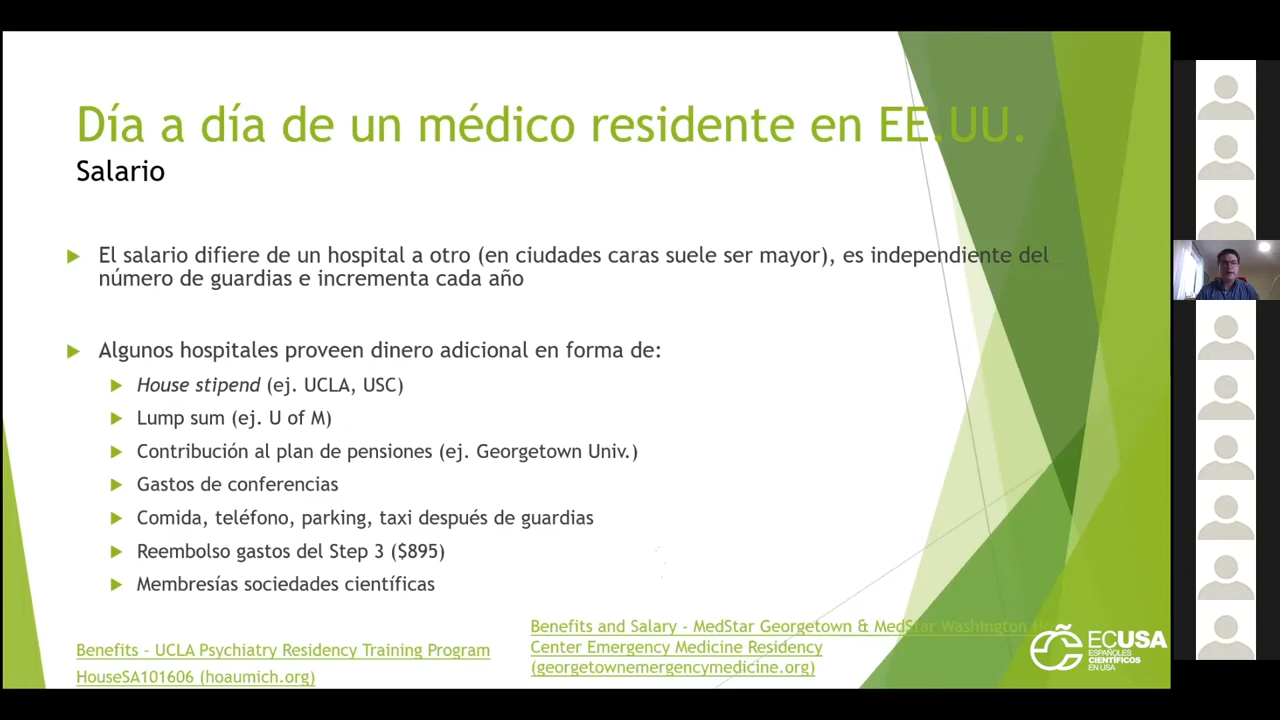 Día a día de un médico residente en EE.UU.
Salario
El salario difiere de un hospital a otro (en ciudades caras suele ser mayor), es independiente del
número de guardias e incrementa cada año
Algunos hospitales proveen dinero adicional en forma de:
House stipend (ej. UCLA, USC)
Lump sum (ej. U of M)
Contribución al plan de pensiones (ej. Georgetown Univ.)
Gastos de conferencias
Comida, teléfono, parking, taxi después de guardias
Reembolso gastos del Step 3 ($895)
Membresías sociedades científicas
Benefits – UCLA Psychiatry Residency Training Program
HouseSA101606 (hoaumich.org)
Benefits and Salary - MedStar Georgetown & MedStar Washington
Center Emergency Medicine Residency
(georgetownemergencymedicine.org)
ECUSA
ESPAÑOLES
CIENTÍFICOS
EN USA